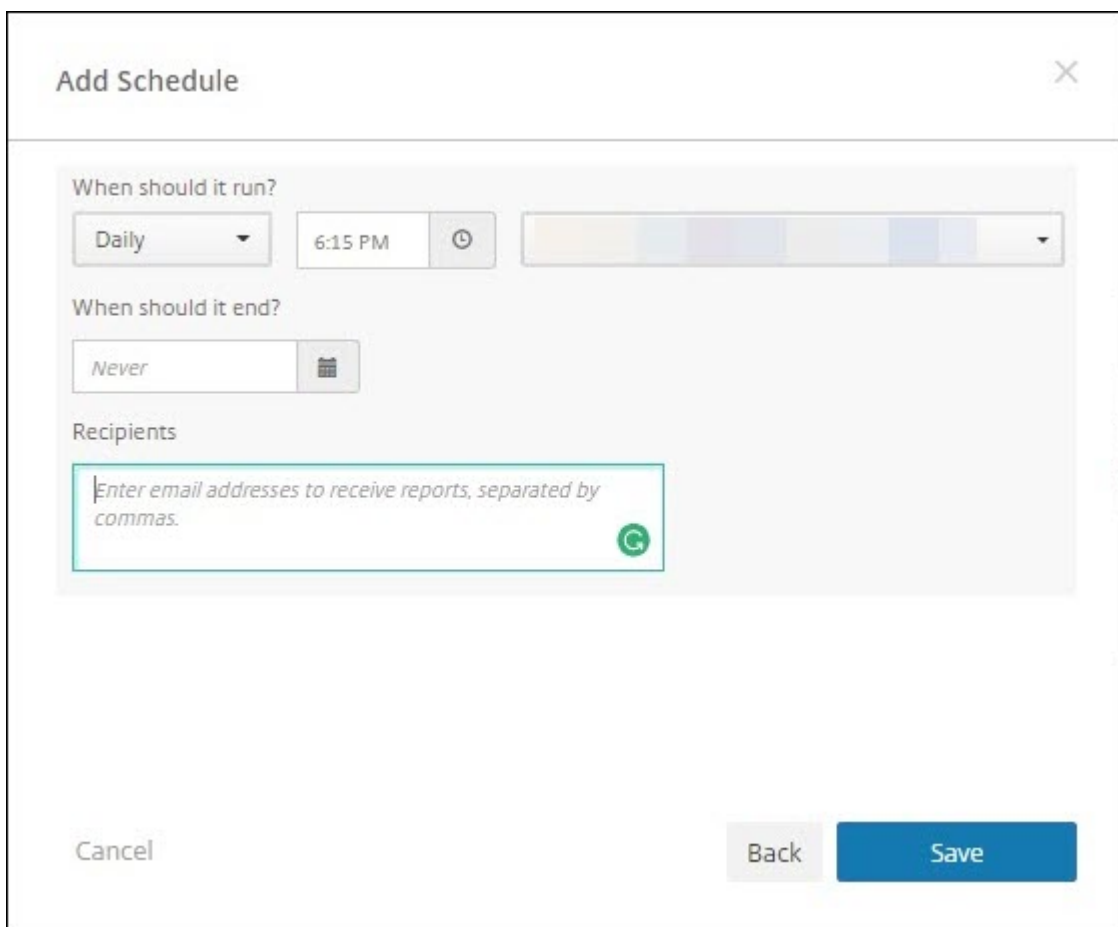 Add Schedule
When should it run?
Daily
6:15 PM
When should it end?
Never
Recipients
Enter email addresses to receive reports, separated by
commas.
Cancel
Back
Save